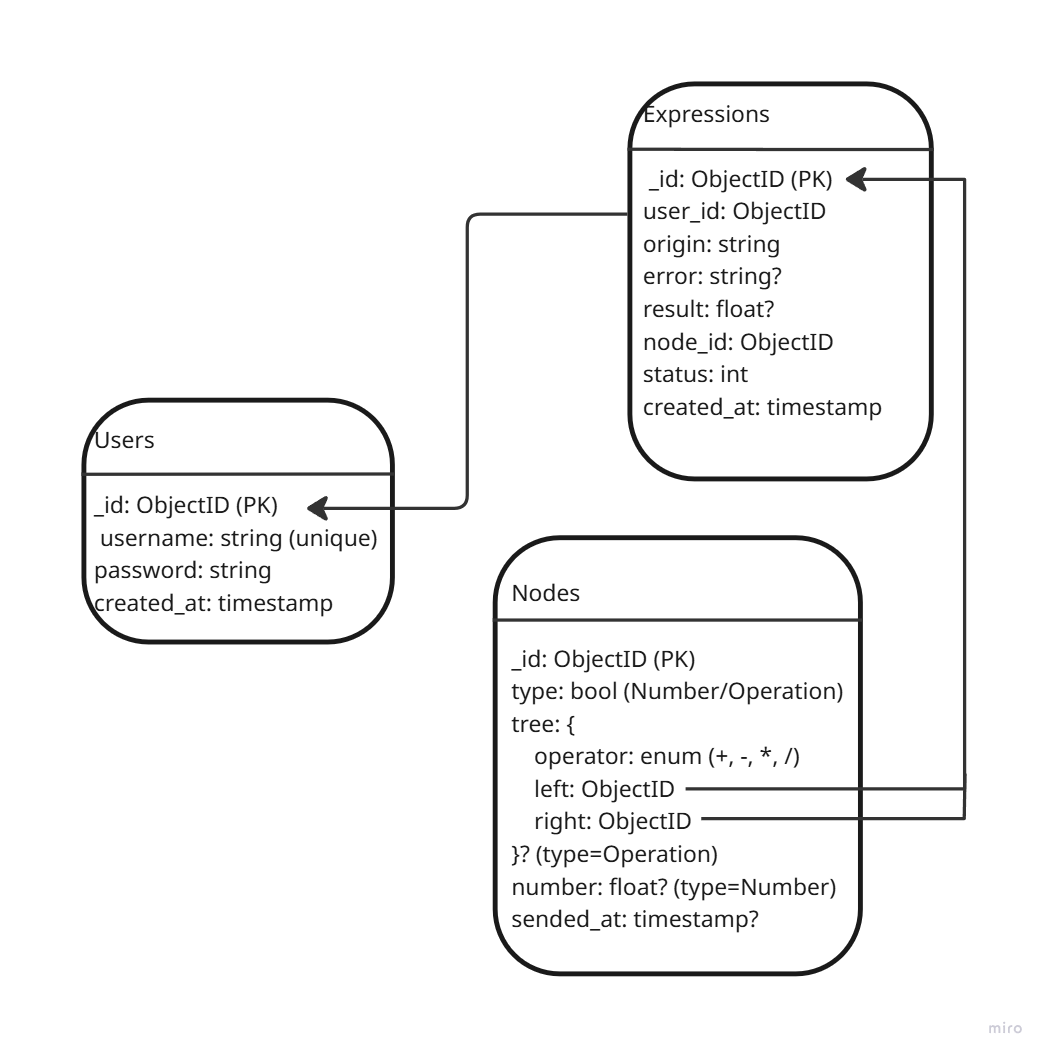 Expressions
_id: ObjectID (PK)
user_id: ObjectID
origin: string
error: string?
result: float?
node_id: ObjectID
status: int
created_at: timestamp
Users
_id: ObjectID (PK)
username: string (unique)
password: string
created_at: timestamp
Nodes
_id: ObjectID (PK)
type: bool (Number/Operation)
tree: {
operator: enum (+, -, *, /)
left: ObjectID
right: ObjectID
}? (type=Operation)
number: float? (type=Number)
sended_at: timestamp?
miro